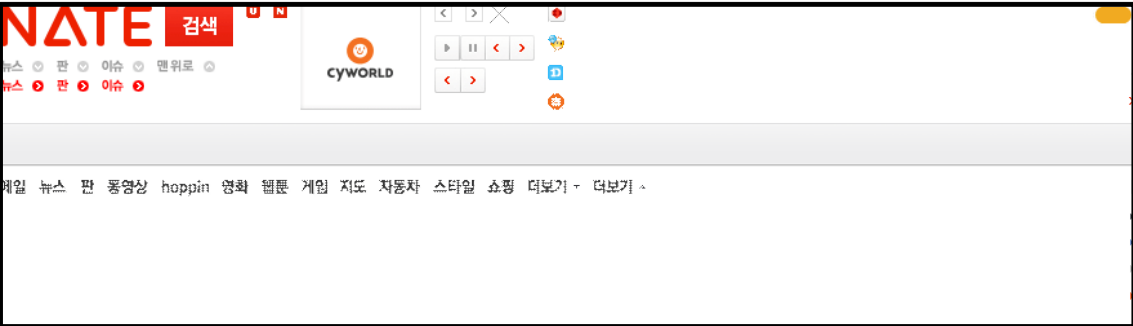 NATE 검색 U N
CYWORLD
뉴스 판 이슈 맨위로
뉴스 판 이슈
메일 뉴스 판 동영상 hoppin 영화 웹툰 게임 지도 자동차 스타일 쇼핑 더보기 더보기